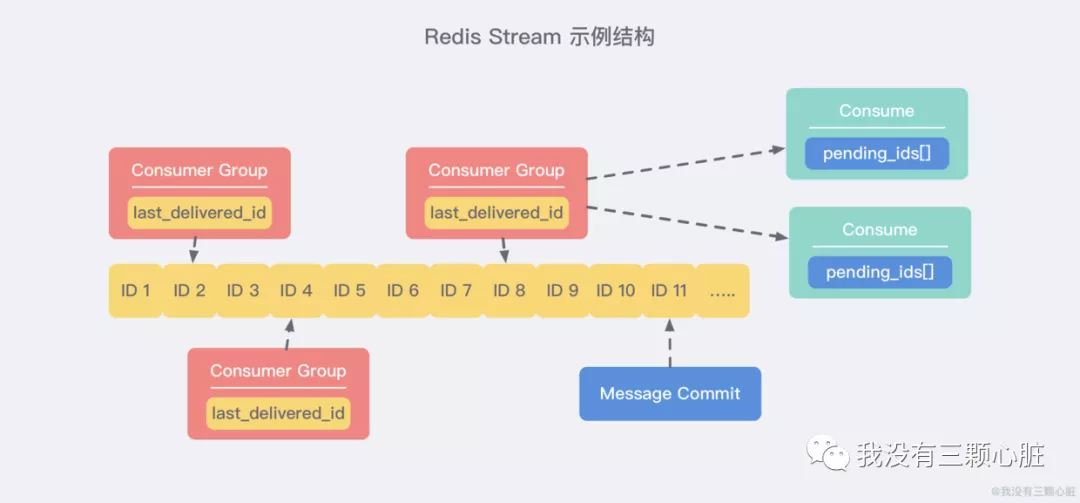 Redis Stream 示例结构
Consume
pending_ids[]
Consumer Group
last_delivered_id
Consumer Group
last_delivered_id
Consume
pending_ids[]
ID 1 ID 2 ID 3 ID 4 ID 5 ID 6 ID 7 ID 8 ID 9 ID 10 ID 11 .....
Consumer Group
last_delivered_id
Message Commit
我没有三颗心脏
@我没有三颗心脏